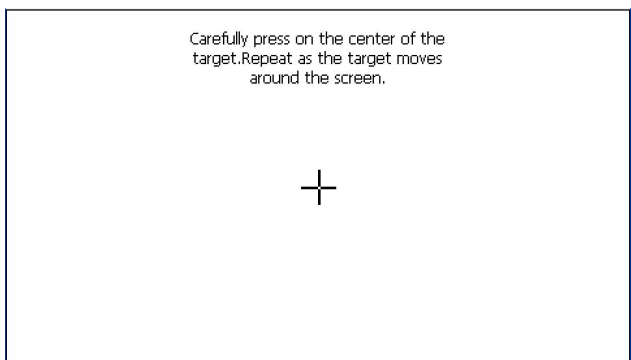 Carefully press on the center of the
target.Repeat as the target moves
around the screen.